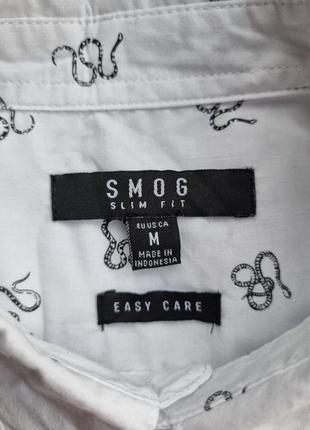 SMOG
SLIM FIT
EU US CA
M
MADE IN
INDONESIA
EASY CARE